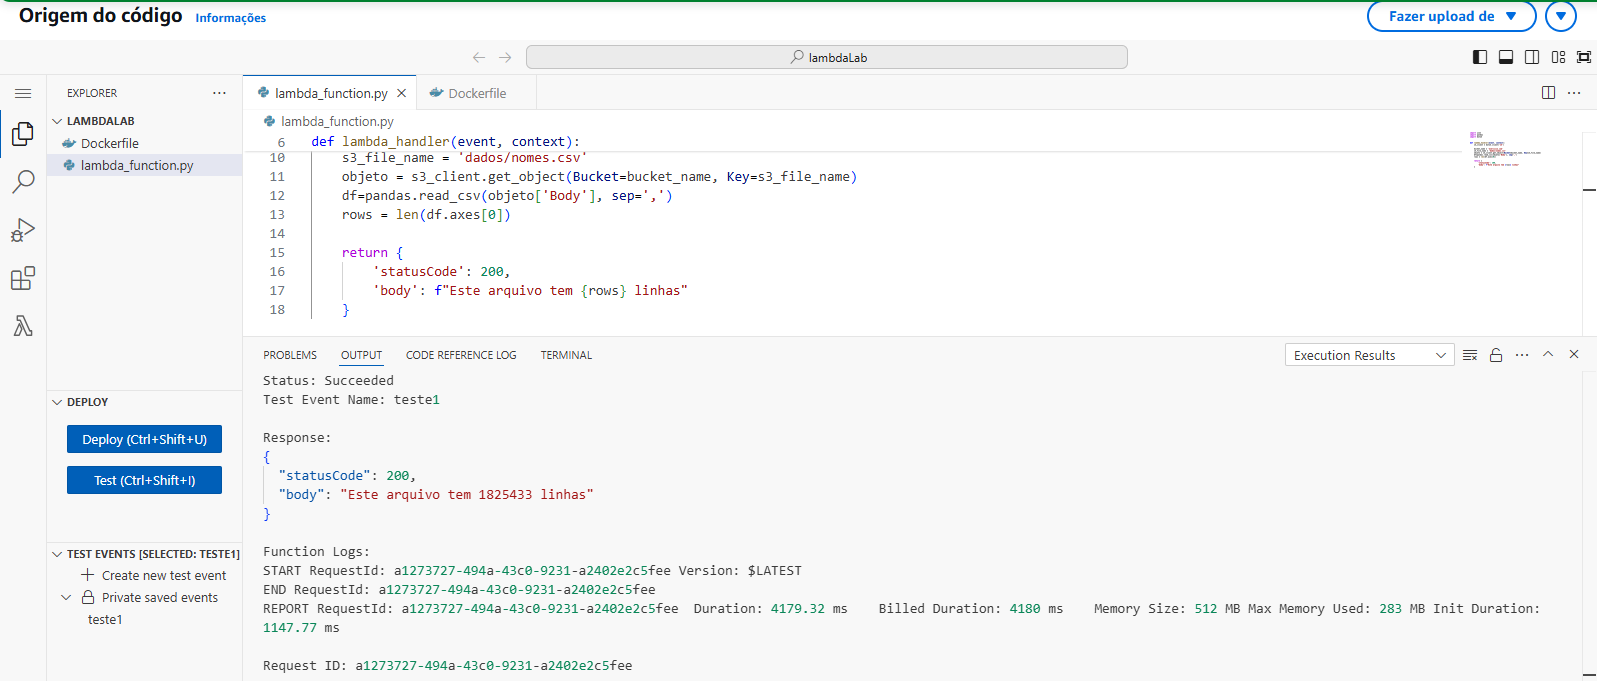 Origem do código Informações
Fazer upload de
lambdaLab
EXPLORER
lambda_function.py
Dockerfile
LAMBDALAB
lambda_function.py
Dockerfile
lambda_function.py
6 def lambda_handler(event, context):
10 s3_file_name = 'dados/nomes.csv'
11 objeto = s3_client.get_object(Bucket=bucket_name, Key=s3_file_name)
12 df=pandas.read_csv(objeto['Body'], sep=',')
13 rows = len(df.axes[0])
14
15 return {
16 'statusCode': 200,
17 'body': f"Este arquivo tem {rows} linhas"
18 }
PROBLEMS OUTPUT CODE REFERENCE LOG TERMINAL
Execution Results
Status: Succeeded
Test Event Name: teste1
Response:
{
"statusCode": 200,
"body": "Este arquivo tem 1825433 linhas"
}
Function Logs:
START RequestId: a1273727-494a-43c0-9231-a2402e2c5fee Version: $LATEST
END RequestId: a1273727-494a-43c0-9231-a2402e2c5fee
REPORT RequestId: a1273727-494a-43c0-9231-a2402e2c5fee Duration: 4179.32 ms Billed Duration: 4180 ms Memory Size: 512 MB Max Memory Used: 283 MB Init Duration:
1147.77 ms
Request ID: a1273727-494a-43c0-9231-a2402e2c5fee
DEPLOY
Deploy (Ctrl+Shift+U)
Test (Ctrl+Shift+I)
TEST EVENTS [SELECTED: TESTE1]
Create new test event
Private saved events
teste1